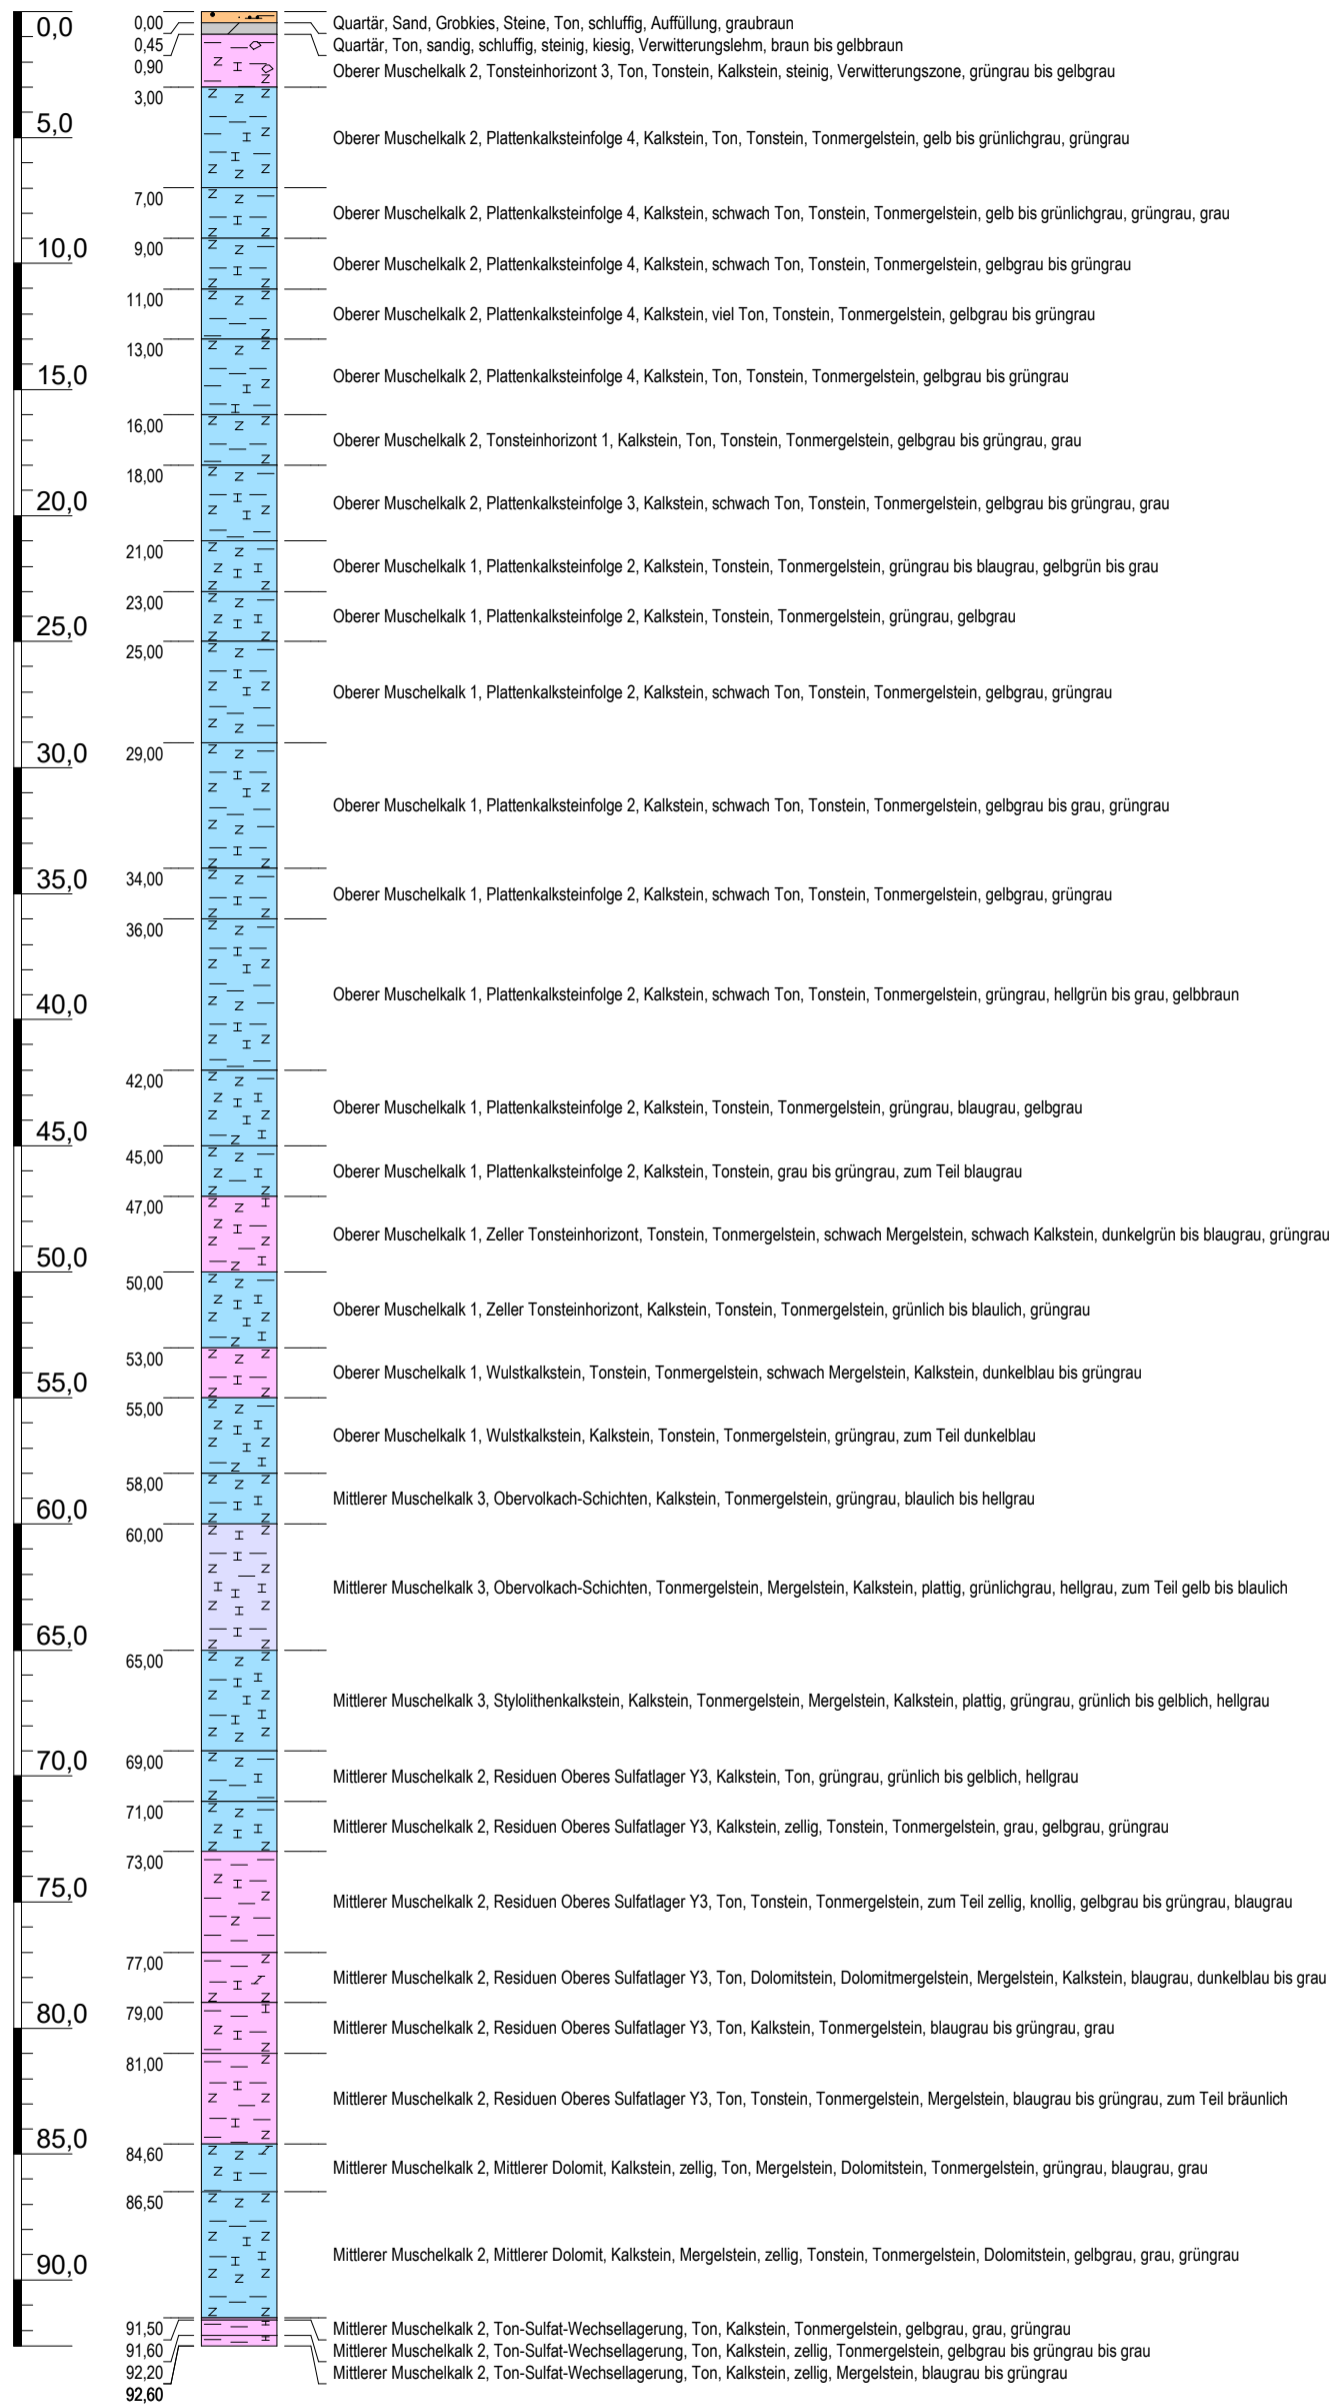 0,0
0,00 Quartär, Sand, Grobkies, Steine, Ton, schluffig, Auffüllung, graubraun
0,45 Quartär, Ton, sandig, schluffig, steinig, kiesig, Verwitterungslehm, braun bis gelbbraun
0,90 Oberer Muschelkalk 2, Tonsteinhorizont 3, Ton, Tonstein, Kalkstein, steinig, Verwitterungszone, grüngrau bis gelbgrau
3,00
5,0
Oberer Muschelkalk 2, Plattenkalksteinfolge 4, Kalkstein, Ton, Tonstein, Tonmergelstein, gelb bis grünlichgrau, grüngrau
7,00
Oberer Muschelkalk 2, Plattenkalksteinfolge 4, Kalkstein, schwach Ton, Tonstein, Tonmergelstein, gelb bis grünlichgrau, grüngrau, grau
10,0
9,00
Oberer Muschelkalk 2, Plattenkalksteinfolge 4, Kalkstein, schwach Ton, Tonstein, Tonmergelstein, gelbgrau bis grüngrau
11,00
Oberer Muschelkalk 2, Plattenkalksteinfolge 4, Kalkstein, viel Ton, Tonstein, Tonmergelstein, gelbgrau bis grüngrau
13,00
15,0
Oberer Muschelkalk 2, Plattenkalksteinfolge 4, Kalkstein, Ton, Tonstein, Tonmergelstein, gelbgrau bis grüngrau
16,00
Oberer Muschelkalk 2, Tonsteinhorizont 1, Kalkstein, Ton, Tonstein, Tonmergelstein, gelbgrau bis grüngrau, grau
18,00
20,0
Oberer Muschelkalk 2, Plattenkalksteinfolge 3, Kalkstein, schwach Ton, Tonstein, Tonmergelstein, gelbgrau bis grüngrau, grau
21,00
Oberer Muschelkalk 1, Plattenkalksteinfolge 2, Kalkstein, Tonstein, Tonmergelstein, grüngrau bis blaugrau, gelbgrün bis grau
23,00
Oberer Muschelkalk 1, Plattenkalksteinfolge 2, Kalkstein, Tonstein, Tonmergelstein, grüngrau, gelbgrau
25,0
25,00
Oberer Muschelkalk 1, Plattenkalksteinfolge 2, Kalkstein, schwach Ton, Tonstein, Tonmergelstein, gelbgrau, grüngrau
30,0
29,00
Oberer Muschelkalk 1, Plattenkalksteinfolge 2, Kalkstein, schwach Ton, Tonstein, Tonmergelstein, gelbgrau bis grau, grüngrau
35,0
34,00
Oberer Muschelkalk 1, Plattenkalksteinfolge 2, Kalkstein, schwach Ton, Tonstein, Tonmergelstein, gelbgrau, grüngrau
36,00
Oberer Muschelkalk 1, Plattenkalksteinfolge 2, Kalkstein, schwach Ton, Tonstein, Tonmergelstein, grüngrau, hellgrün bis grau, gelbbraun
40,0
42,00
Oberer Muschelkalk 1, Plattenkalksteinfolge 2, Kalkstein, Tonstein, Tonmergelstein, grüngrau, blaugrau, gelbgrau
45,0
45,00
Oberer Muschelkalk 1, Plattenkalksteinfolge 2, Kalkstein, Tonstein, grau bis grüngrau, zum Teil blaugrau
47,00
Oberer Muschelkalk 1, Zeller Tonsteinhorizont, Tonstein, Tonmergelstein, schwach Mergelstein, schwach Kalkstein, dunkelgrün bis blaugrau, grüngrau
50,0
50,00
Oberer Muschelkalk 1, Zeller Tonsteinhorizont, Kalkstein, Tonstein, Tonmergelstein, grünlich bis blaulich, grüngrau
53,00
Oberer Muschelkalk 1, Wulstkalkstein, Tonstein, Tonmergelstein, schwach Mergelstein, Kalkstein, dunkelblau bis grüngrau
55,0
55,00
Oberer Muschelkalk 1, Wulstkalkstein, Kalkstein, Tonstein, Tonmergelstein, grüngrau, zum Teil dunkelblau
58,00
Mittlerer Muschelkalk 3, Obervolkach-Schichten, Kalkstein, Tonmergelstein, grüngrau, blaulich bis hellgrau
60,0
60,00
Mittlerer Muschelkalk 3, Obervolkach-Schichten, Tonmergelstein, Mergelstein, Kalkstein, plattig, grünlichgrau, hellgrau, zum Teil gelb bis blaulich
65,0
65,00
Mittlerer Muschelkalk 3, Stylolithenkalkstein, Kalkstein, Tonmergelstein, Mergelstein, Kalkstein, plattig, grüngrau, grünlich bis gelblich, hellgrau
70,0
69,00
Mittlerer Muschelkalk 2, Residuen Oberes Sulfatlager Y3, Kalkstein, Ton, grüngrau, grünlich bis gelblich, hellgrau
71,00
Mittlerer Muschelkalk 2, Residuen Oberes Sulfatlager Y3, Kalkstein, zellig, Tonstein, Tonmergelstein, grau, gelbgrau, grüngrau
73,00
75,0
Mittlerer Muschelkalk 2, Residuen Oberes Sulfatlager Y3, Ton, Tonstein, Tonmergelstein, zum Teil zellig, knollig, gelbgrau bis grüngrau, blaugrau
77,00
Mittlerer Muschelkalk 2, Residuen Oberes Sulfatlager Y3, Ton, Dolomitstein, Dolomitmergelstein, Mergelstein, Kalkstein, blaugrau, dunkelblau bis grau
80,0
79,00
Mittlerer Muschelkalk 2, Residuen Oberes Sulfatlager Y3, Ton, Kalkstein, Tonmergelstein, blaugrau bis grüngrau, grau
81,00
Mittlerer Muschelkalk 2, Residuen Oberes Sulfatlager Y3, Ton, Tonstein, Tonmergelstein, Mergelstein, blaugrau bis grüngrau, zum Teil bräunlich
85,0
84,60
Mittlerer Muschelkalk 2, Mittlerer Dolomit, Kalkstein, zellig, Ton, Mergelstein, Dolomitstein, Tonmergelstein, grüngrau, blaugrau, grau
86,50
Mittlerer Muschelkalk 2, Mittlerer Dolomit, Kalkstein, Mergelstein, zellig, Tonstein, Tonmergelstein, Dolomitstein, gelbgrau, grau, grüngrau
90,0
91,50 Mittlerer Muschelkalk 2, Ton-Sulfat-Wechsellagerung, Ton, Kalkstein, Tonmergelstein, gelbgrau, grau, grüngrau
91,60 Mittlerer Muschelkalk 2, Ton-Sulfat-Wechsellagerung, Ton, Kalkstein, zellig, Tonmergelstein, gelbgrau bis grüngrau bis grau
92,20 Mittlerer Muschelkalk 2, Ton-Sulfat-Wechsellagerung, Ton, Kalkstein, zellig, Mergelstein, blaugrau bis grüngrau
92,60